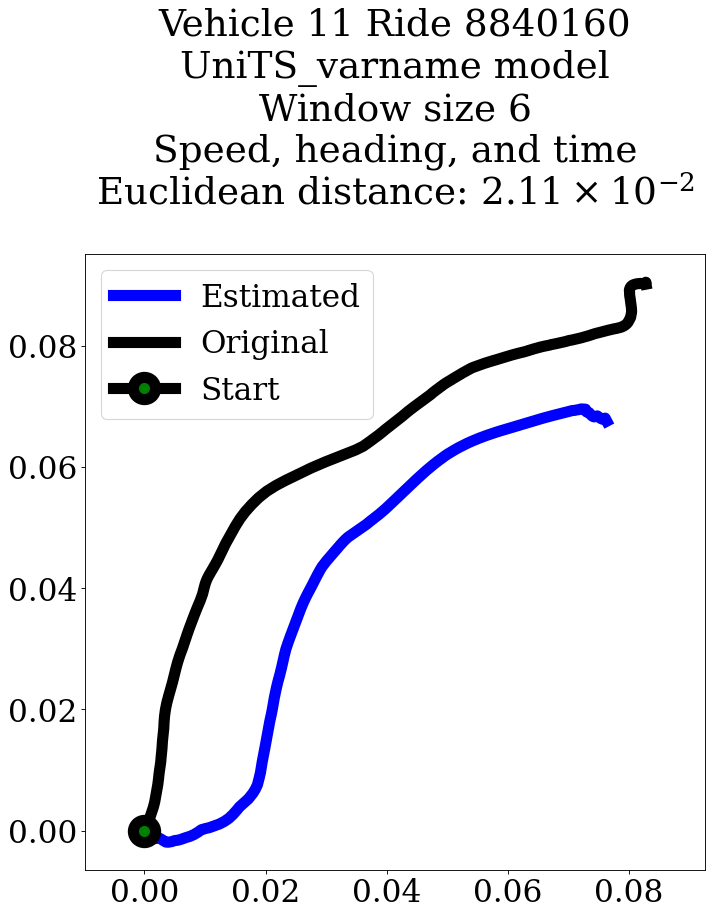 Vehicle 11 Ride 8840160
UniTS_varname model
Window size 6
Speed, heading, and time
Euclidean distance: 2.11 × 10⁻²
Estimated
Original
Start
0.08
0.06
0.04
0.02
0.00
0.00 0.02 0.04 0.06 0.08